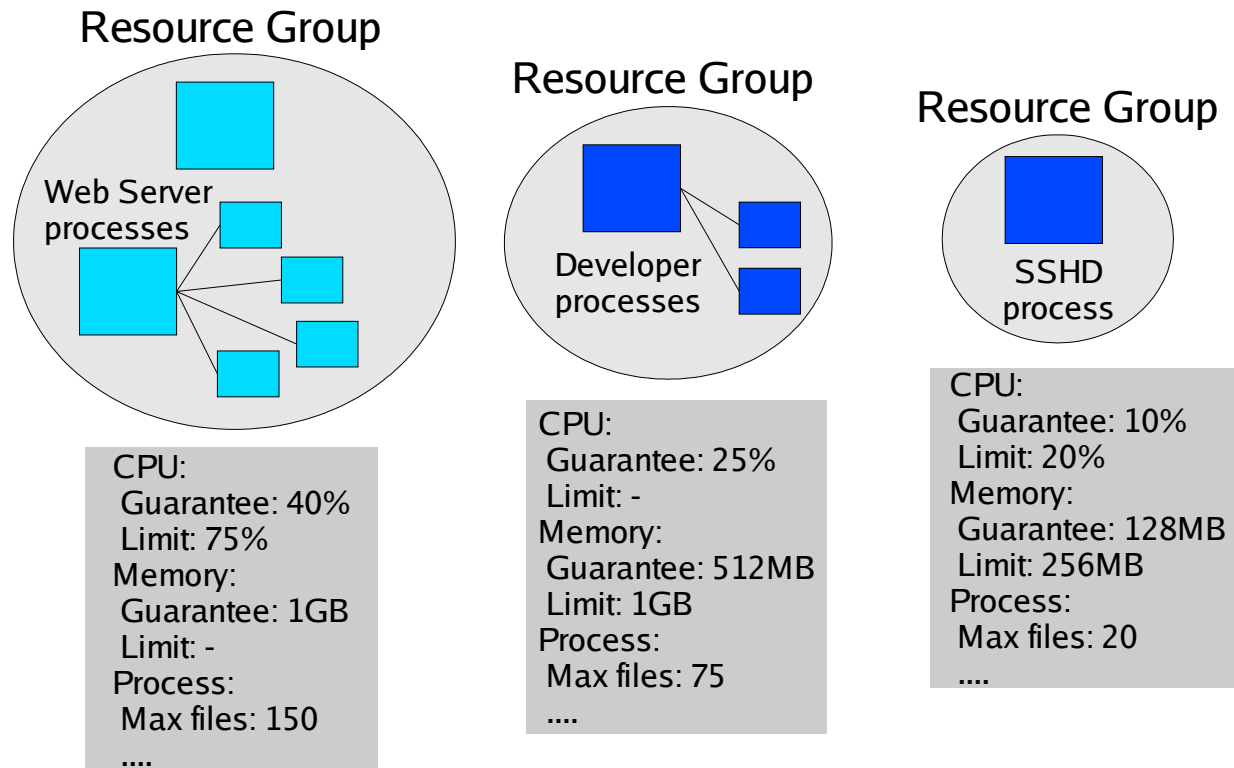 Resource Group
Web Server
processes
CPU:
Guarantee: 40%
Limit: 75%
Memory:
Guarantee: 1GB
Limit: -
Process:
Max files: 150
....
Resource Group
Developer
processes
CPU:
Guarantee: 25%
Limit: -
Memory:
Guarantee: 512MB
Limit: 1GB
Process:
Max files: 75
....
Resource Group
SSHD
process
CPU:
Guarantee: 10%
Limit: 20%
Memory:
Guarantee: 128MB
Limit: 256MB
Process:
Max files: 20
....